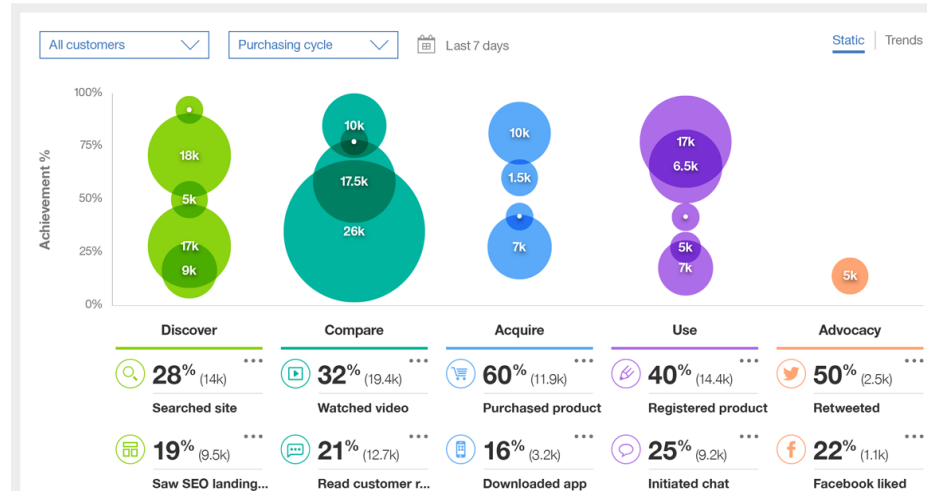 All customers Purchasing cycle Last 7 days Static Trends
100%
75%
50%
25%
0%
Achievement %
18k
5k
17k
9k
10k
17.5k
26k
10k
1.5k
7k
17k
6.5k
5k
7k
5k
Discover Compare Acquire Use Advocacy
28% (14k) 32% (19.4k) 60% (11.9k) 40% (14.4k) 50% (2.5k)
Searched site Watched video Purchased product Registered product Retweeted
19% (9.5k) 21% (12.7k) 16% (3.2k) 25% (9.2k) 22% (1.1k)
Saw SEO landing... Read customer r... Downloaded app Initiated chat Facebook liked